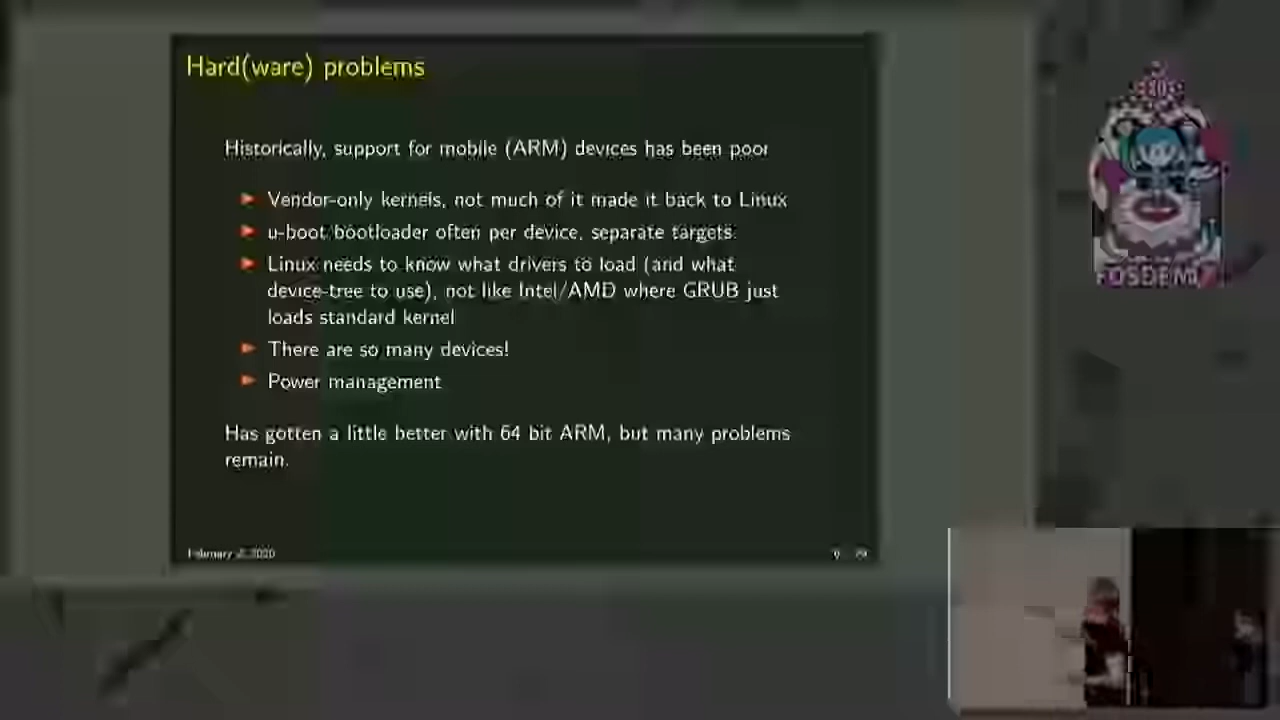 Hard(ware) problems
Historically, support for mobile (ARM) devices has been poor
Vendor-only kernels, not much of it made it back to Linux
u-boot bootloader often per device, separate targets
Linux needs to know what drivers to load (and what
device-tree to use), not like Intel/AMD where GRUB just
loads standard kernel
There are so many devices!
Power management
Has gotten a little better with 64 bit ARM, but many problems
remain.
February 2, 2020
FOSDEM